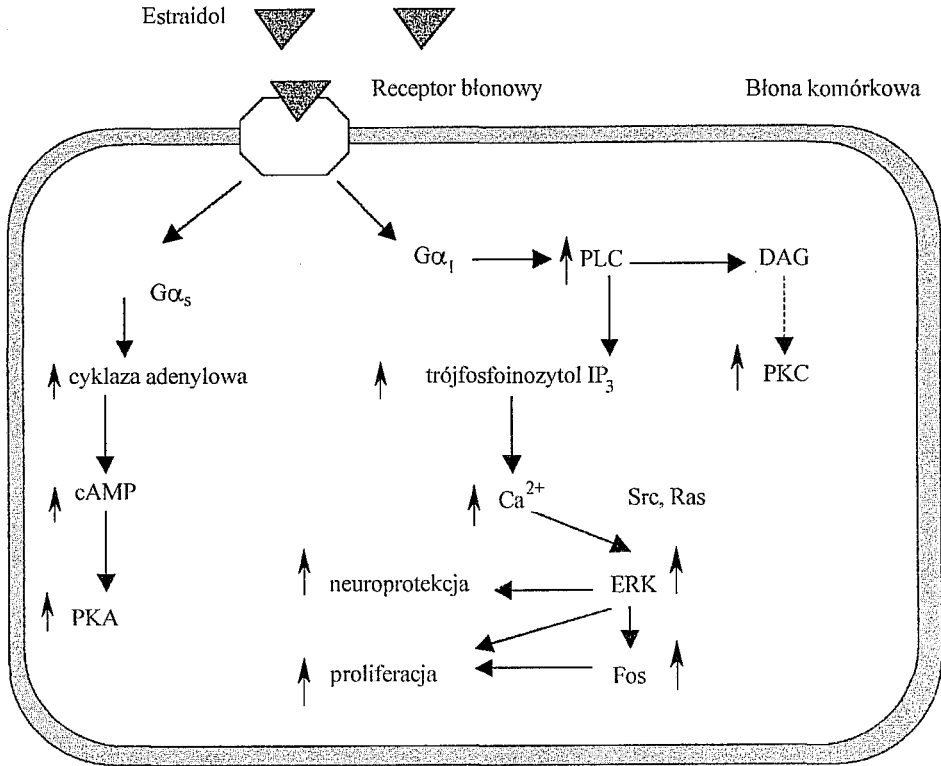 Estraidol
Receptor błonowy
Błona komórkowa
Gα₁
PLC
DAG
Gαₛ
cyklaza adenylowa
trójfosfoinozytol IP₃
PKC
cAMP
Ca²⁺
Src, Ras
neuroprotekcja
ERK
PKA
proliferacja
Fos